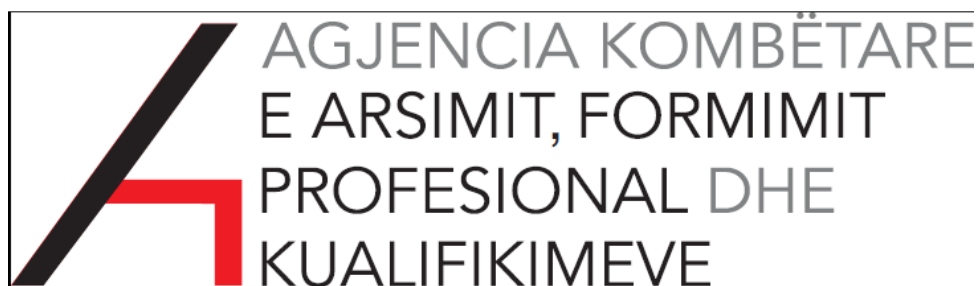 AGJENCIA KOMBËTARE
E ARSIMIT, FORMIMIT
PROFESIONAL DHE
KUALIFIKIMEVE